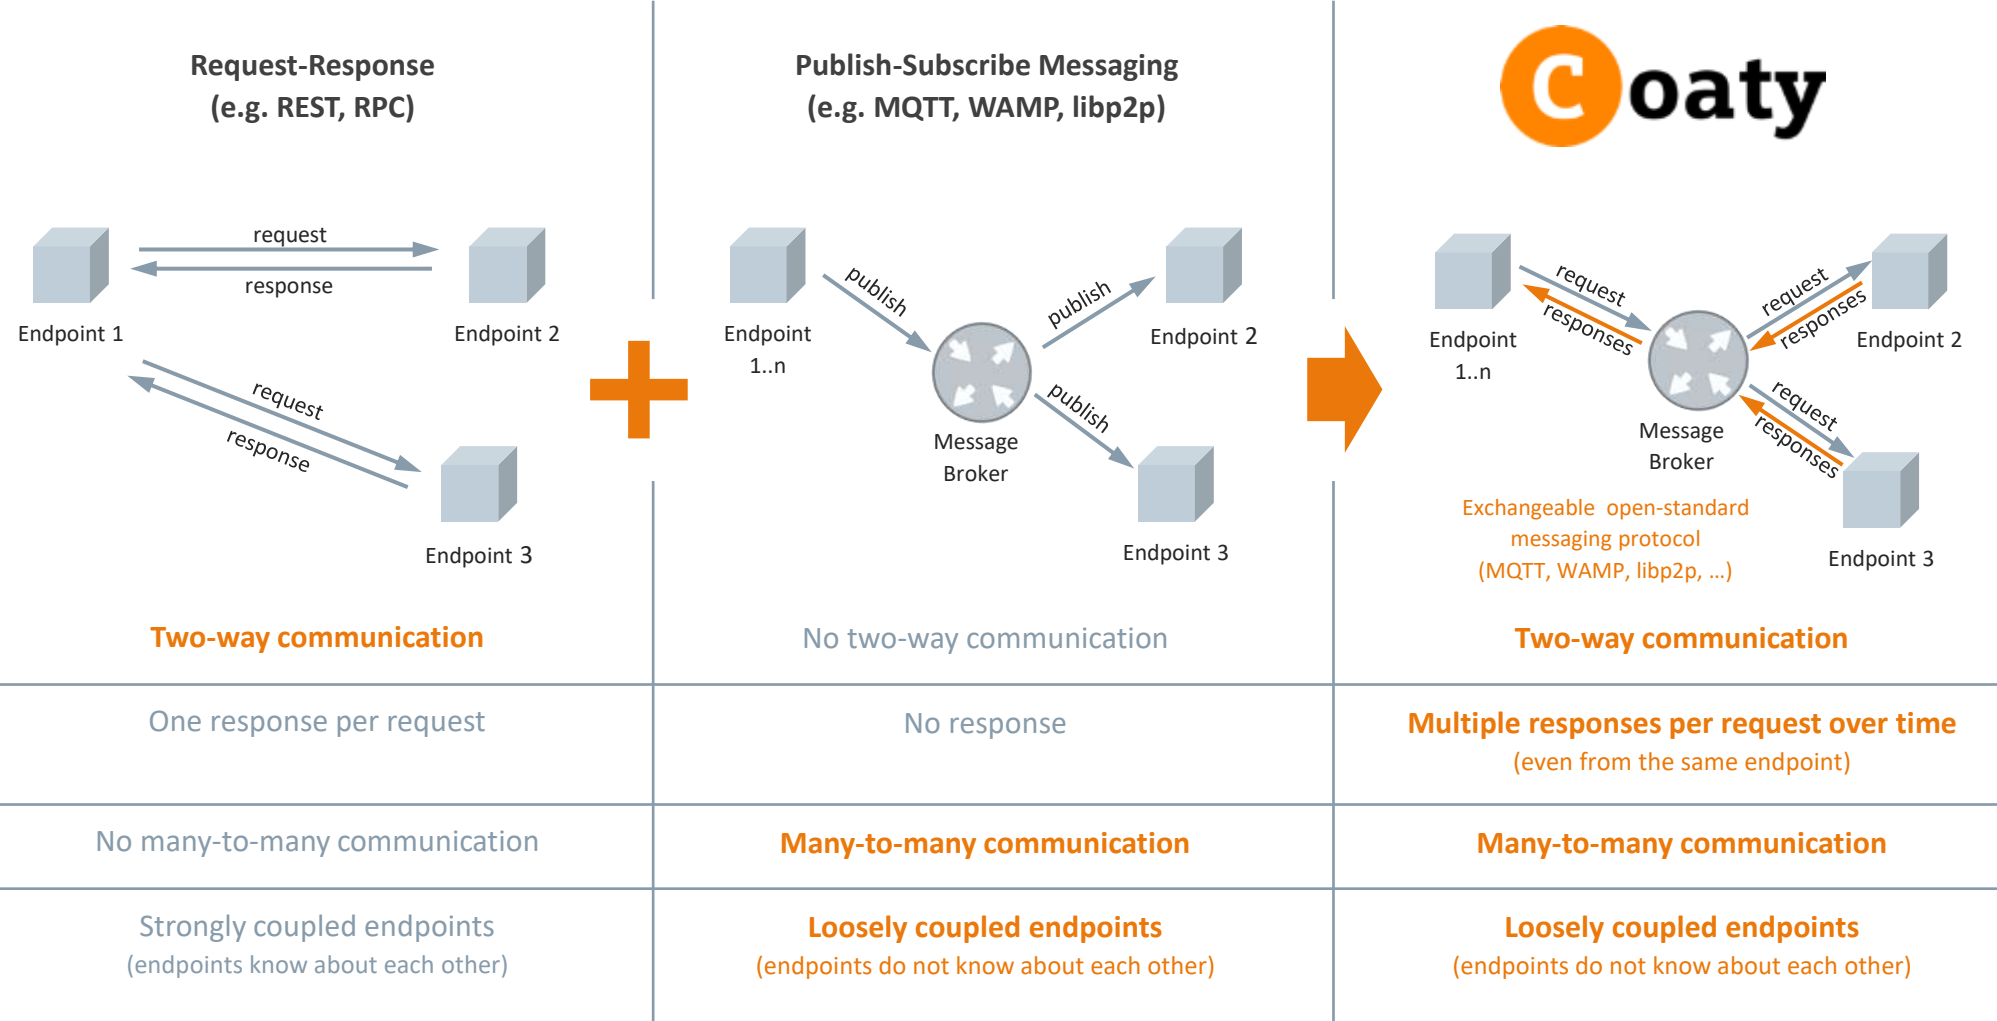 Request-Response
(e.g. REST, RPC)
request
response
Endpoint 1
Endpoint 2
request
response
Endpoint 3
Two-way communication
One response per request
No many-to-many communication
Strongly coupled endpoints
(endpoints know about each other)
Publish-Subscribe Messaging
(e.g. MQTT, WAMP, libp2p)
publish
publish
Endpoint
1..n
Endpoint 2
publish
Message
Broker
Endpoint 3
No two-way communication
No response
Many-to-many communication
Loosely coupled endpoints
(endpoints do not know about each other)
Coaty
request
responses
request
responses
Endpoint
1..n
Endpoint 2
request
responses
Message
Broker
Endpoint 3
Exchangeable open-standard
messaging protocol
(MQTT, WAMP, libp2p, ...)
Two-way communication
Multiple responses per request over time
(even from the same endpoint)
Many-to-many communication
Loosely coupled endpoints
(endpoints do not know about each other)